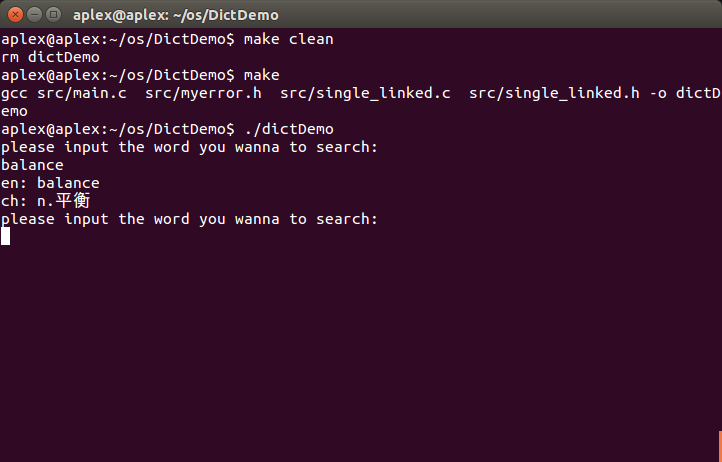 aplex@aplex: ~/os/DictDemo
aplex@aplex:~/os/DictDemo$ make clean
rm dictDemo
aplex@aplex:~/os/DictDemo$ make
gcc src/main.c  src/myerror.h  src/single_linked.c  src/single_linked.h -o dictD
emo
aplex@aplex:~/os/DictDemo$ ./dictDemo
please input the word you wanna to search:
balance
en: balance
ch: n.平衡
please input the word you wanna to search: